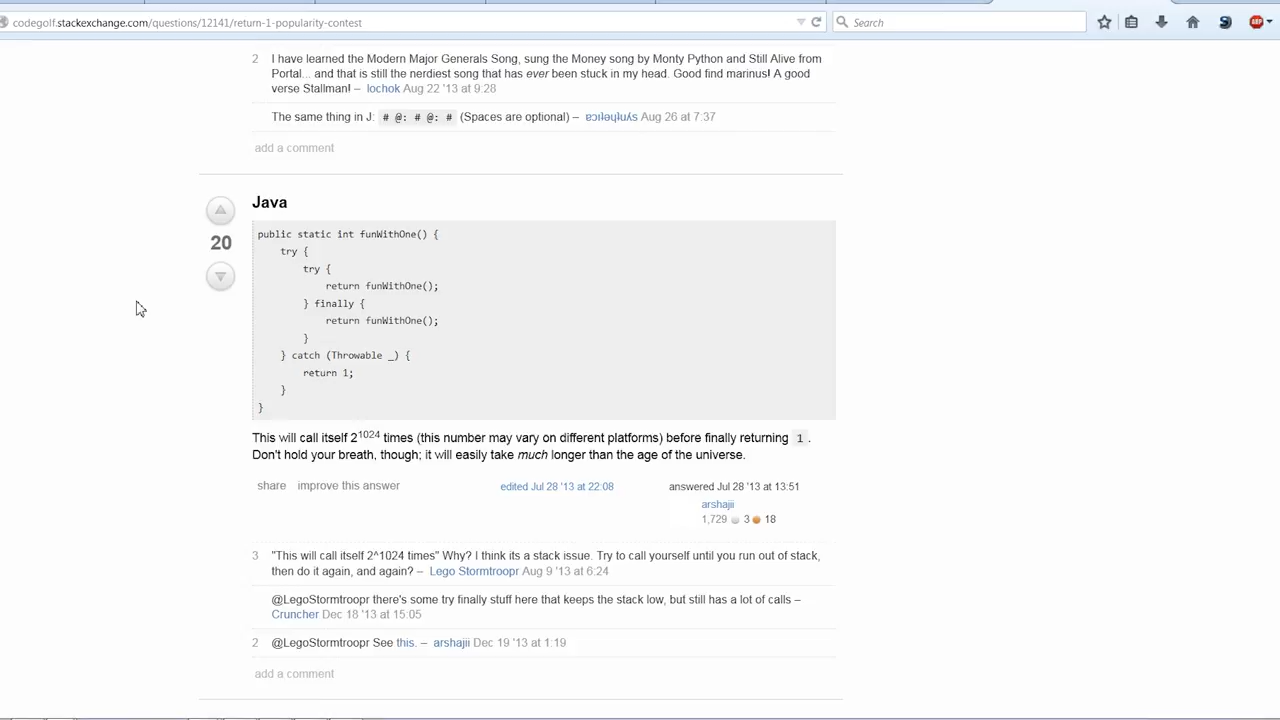 codegolf.stackexchange.com/questions/12141/return-1-popularity-contest
Search
ABP
2 I have learned the Modern Major Generals Song, sung the Money song by Monty Python and Still Alive from
Portal... and that is still the nerdiest song that has ever been stuck in my head. Good find marinus! A good
verse Stallman! – lochok Aug 22 '13 at 9:28
The same thing in J: # @: # @: # (Spaces are optional) – Aug 26 at 7:37
add a comment
Java
20
public static int funWithOne() {
try {
try {
return funWithOne();
} finally {
return funWithOne();
}
} catch (Throwable _) {
return 1;
}
}
This will call itself 2^1024 times (this number may vary on different platforms) before finally returning 1 .
Don't hold your breath, though; it will easily take much longer than the age of the universe.
share improve this answer
edited Jul 28 '13 at 22:08
answered Jul 28 '13 at 13:51
arshajii
1,729 3 18
3 "This will call itself 2^1024 times" Why? I think its a stack issue. Try to call yourself until you run out of stack,
then do it again, and again? – Lego Stormtroopr Aug 9 '13 at 6:24
@LegoStormtroopr there's some try finally stuff here that keeps the stack low, but still has a lot of calls –
Cruncher Dec 18 '13 at 15:05
2 @LegoStormtroopr See this. – arshajii Dec 19 '13 at 1:19
add a comment